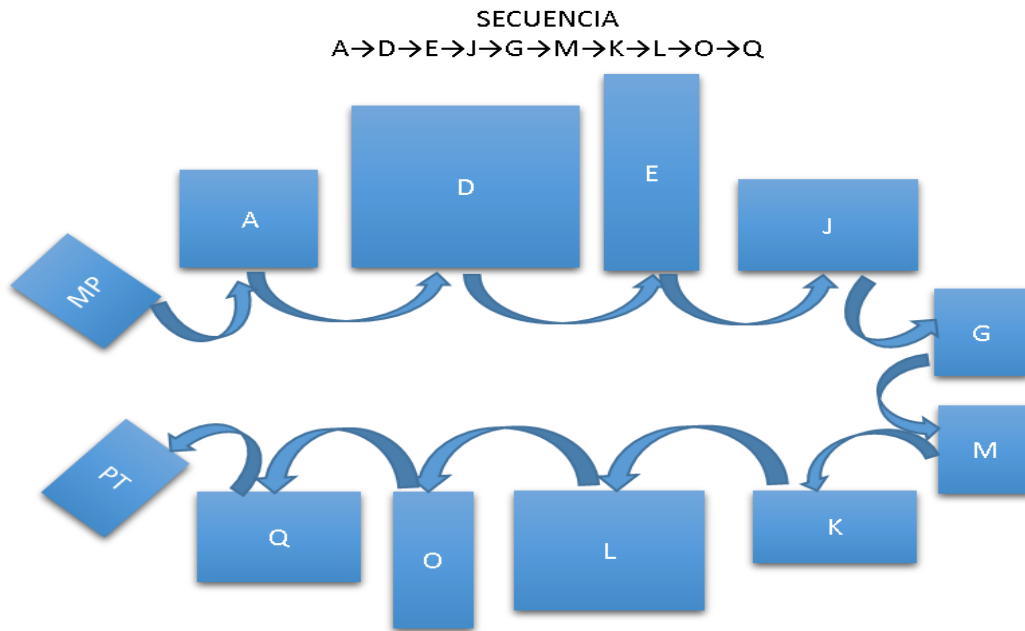 SECUENCIA
A→D→E→J→G→M→K→L→O→Q
A
D
E
J
MP
G
M
K
L
O
Q
PT